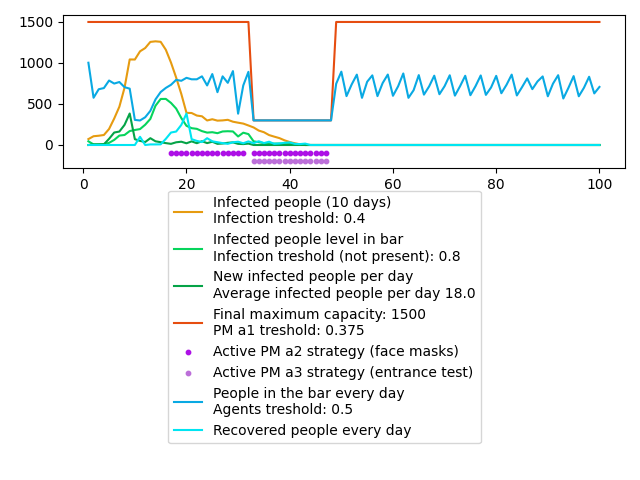 1500
1000
500
0
0 20 40 60 80 100
Infected people (10 days)
Infection treshold: 0.4
Infected people level in bar
Infection treshold (not present): 0.8
New infected people per day
Average infected people per day 18.0
Final maximum capacity: 1500
PM a1 treshold: 0.375
Active PM a2 strategy (face masks)
Active PM a3 strategy (entrance test)
People in the bar every day
Agents treshold: 0.5
Recovered people every day